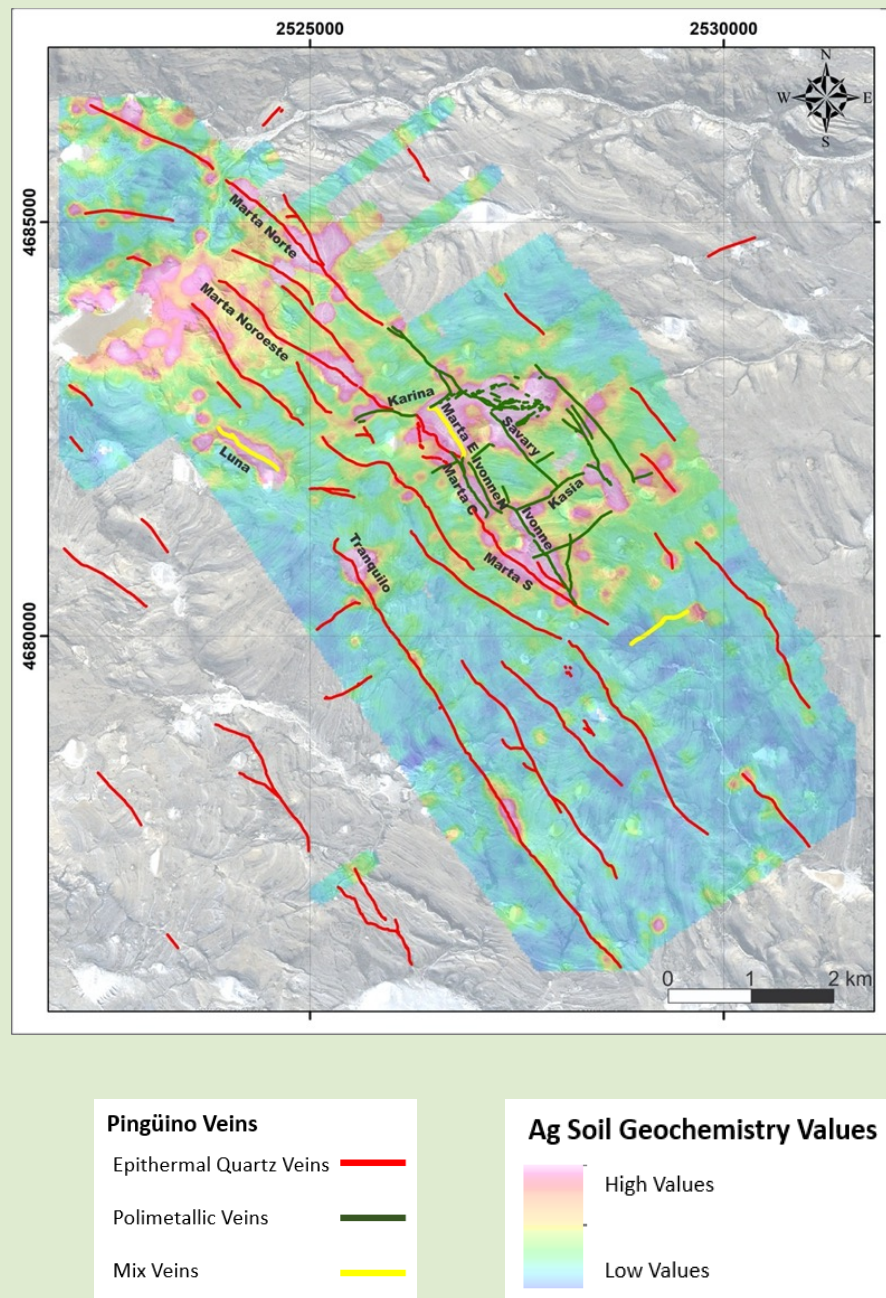 2525000
2530000
N
W
E
S
4685000
4680000
Marta Norte
Marta Noroeste
Karina
Marta E
Savary
Luna
IvonneN
Marta C
Kasia
Ivonne
Tranquilo
Marta S
0 1 2 km
Pingüino Veins
Epithermal Quartz Veins
Polimetallic Veins
Mix Veins
Ag Soil Geochemistry Values
High Values
Low Values